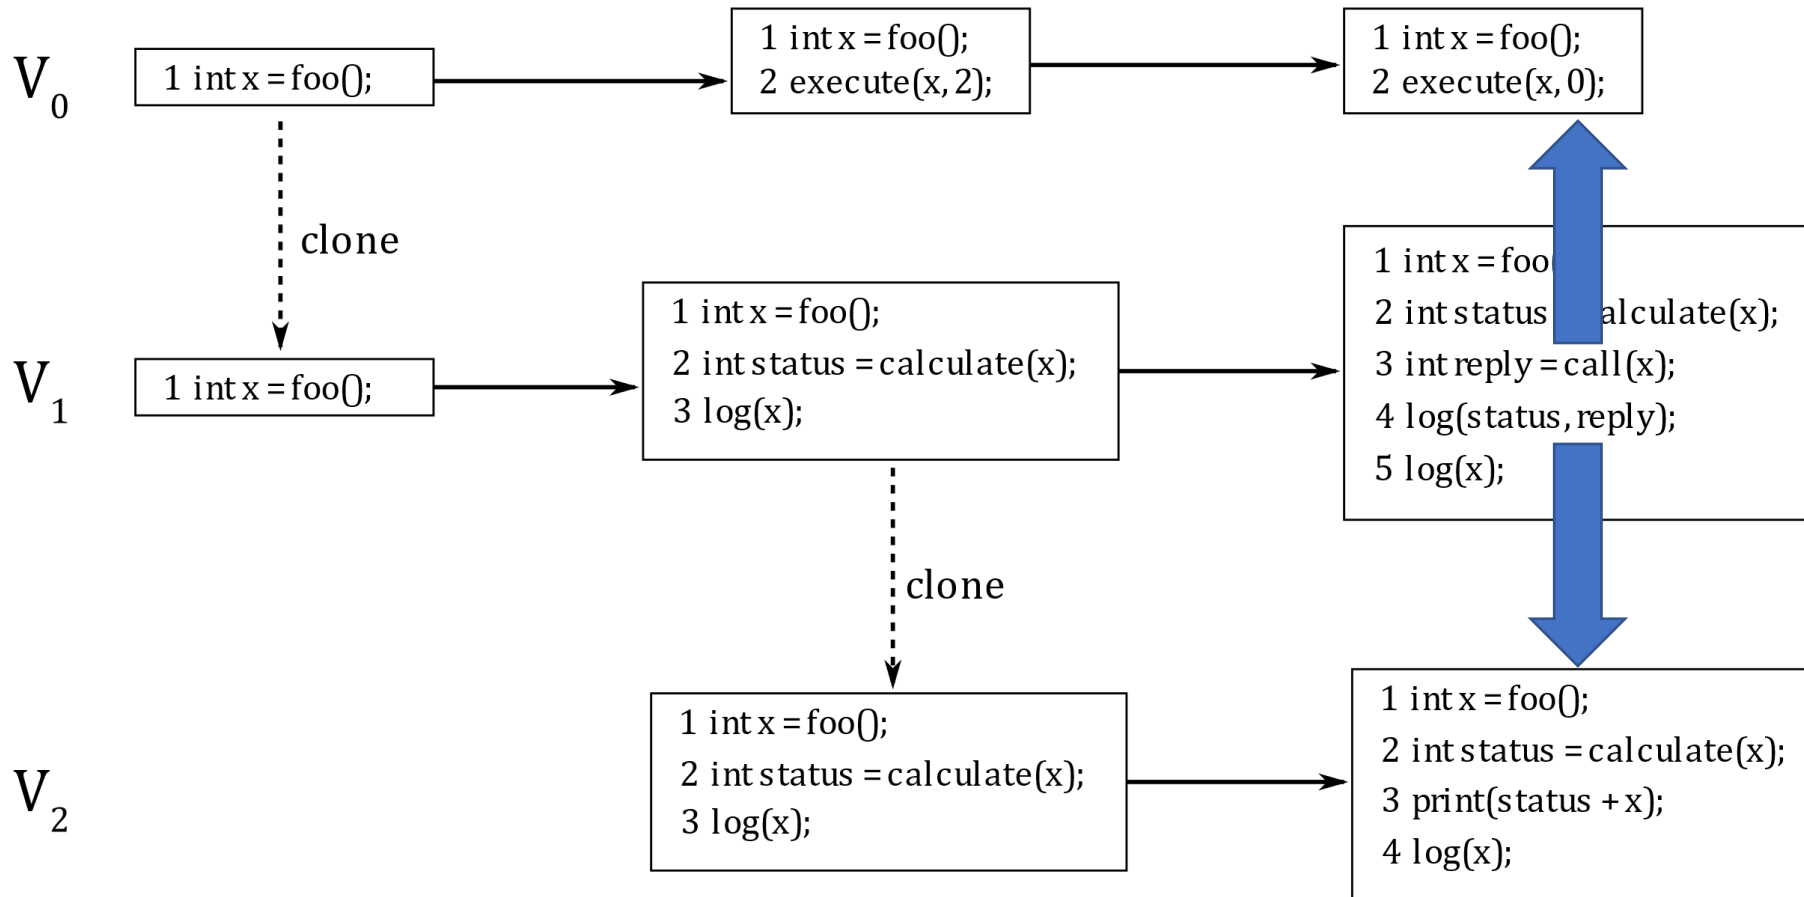 V0
1 int x = foo();
1 int x = foo();
2 execute(x, 2);
1 int x = foo();
2 execute(x, 0);
clone
V1
1 int x = foo();
1 int x = foo();
2 int status = calculate(x);
3 log(x);
1 int x = foo
2 int status alculate(x);
3 int reply = call(x);
4 log(status, reply);
5 log(x);
clone
V2
1 int x = foo();
2 int status = calculate(x);
3 log(x);
1 int x = foo();
2 int status = calculate(x);
3 print(status + x);
4 log(x);